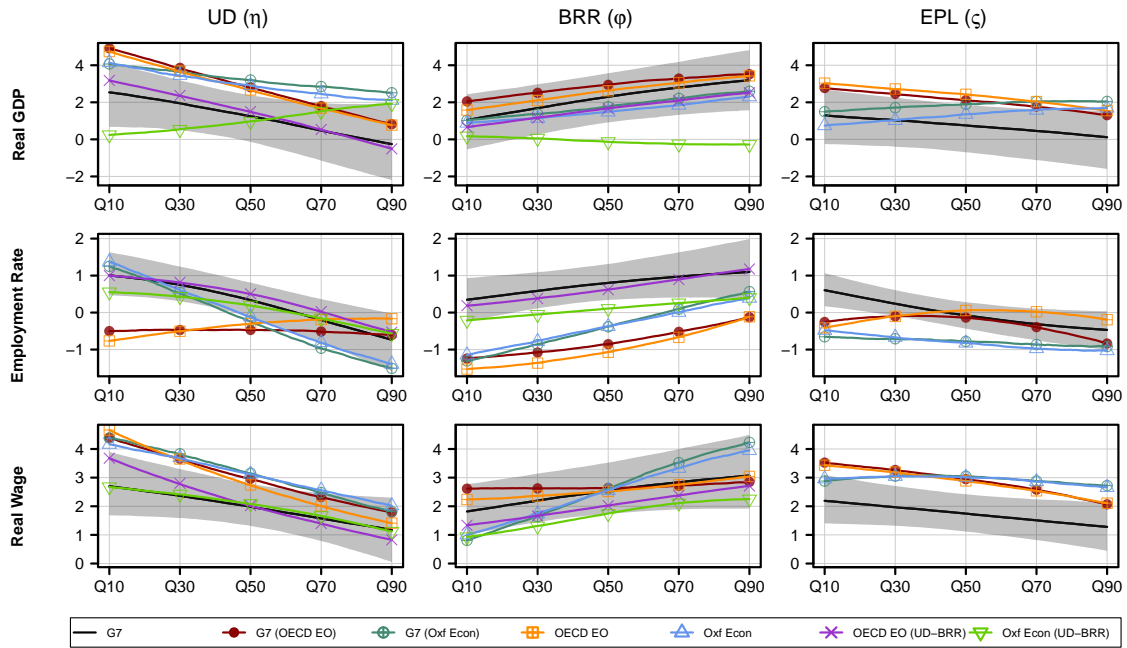 UD (η) BRR (φ) EPL (ς)
Real GDP
4 4 4
2 2 2
0 0 0
−2 −2 −2
Q10 Q30 Q50 Q70 Q90 Q10 Q30 Q50 Q70 Q90 Q10 Q30 Q50 Q70 Q90
Employment Rate
2 2 2
1 1 1
0 0 0
−1 −1 −1
Q10 Q30 Q50 Q70 Q90 Q10 Q30 Q50 Q70 Q90 Q10 Q30 Q50 Q70 Q90
Real Wage
4 4 4
3 3 3
2 2 2
1 1 1
0 0 0
Q10 Q30 Q50 Q70 Q90 Q10 Q30 Q50 Q70 Q90 Q10 Q30 Q50 Q70 Q90
G7 G7 (OECD EO) G7 (Oxf Econ) OECD EO Oxf Econ OECD EO (UD−BRR) Oxf Econ (UD−BRR)